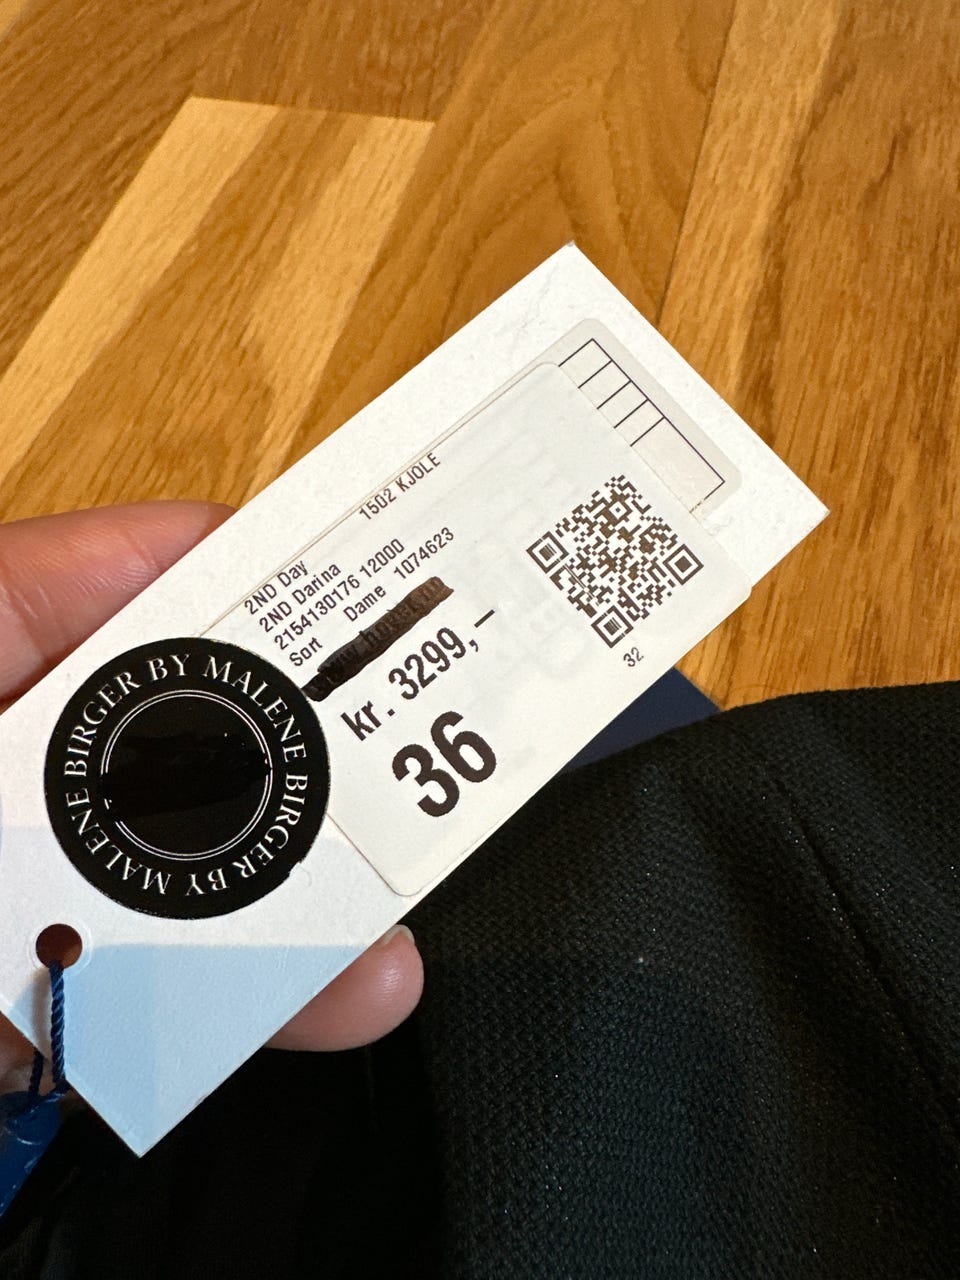 1502 KJOLE
2ND Day
2ND Darina
2154130176 12000
Sort Dame 1074623
kr. 3299,-
36
32
BY MALENE BIRGER BY MALENE BIRGER